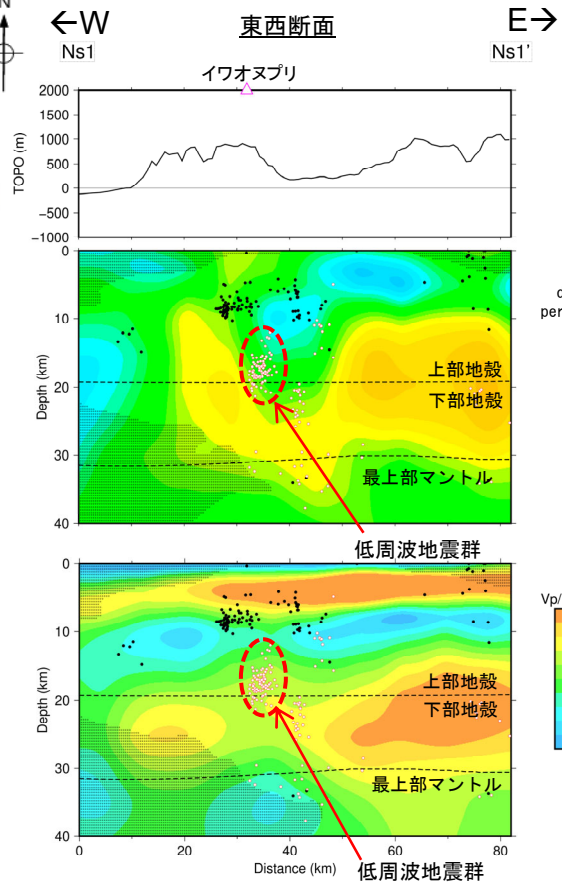 N
←W 東西断面 E→
Ns1 Ns1'
イワオヌプリ
2000
1500
1000
500
0
−500
−1000
TOPO (m)
0
10
20
30
40
Depth (km)
上部地殻
下部地殻
最上部マントル
低周波地震群
0
10
20
30
40
Depth (km)
上部地殻
下部地殻
最上部マントル
0 20 40 60 80
Distance (km)
低周波地震群
d
per
Vp/